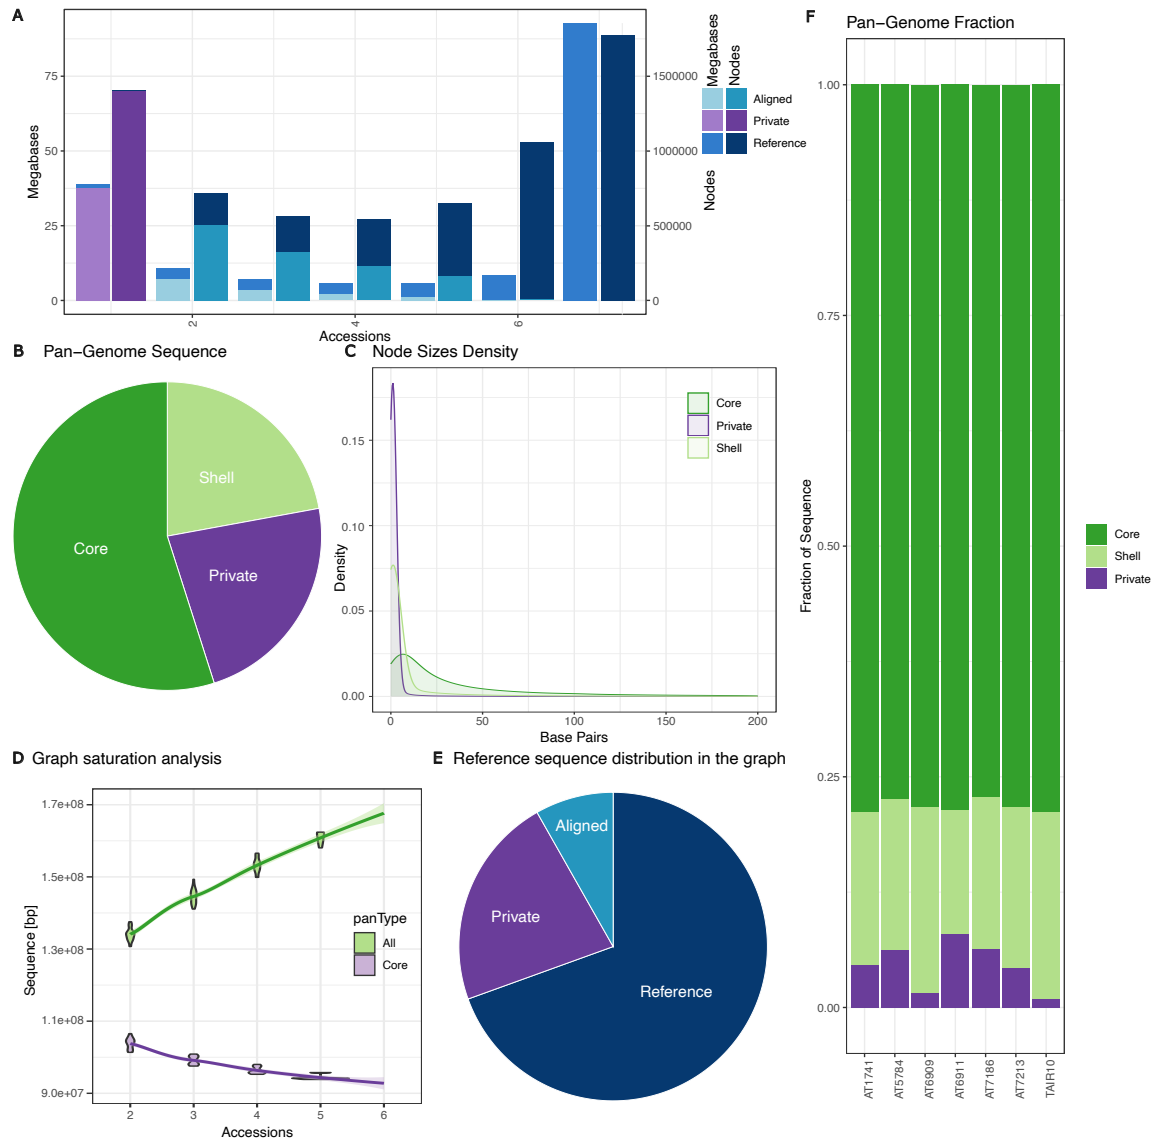 A
Megabases
0
25
50
75
2
4
6
Accessions
0
500000
1000000
1500000
Nodes
Megabases
Nodes
Aligned
Private
Reference
B Pan-Genome Sequence
Shell
Core
Private
C Node Sizes Density
Density
0.15
0.10
0.05
0.00
0
50
100
150
200
Base Pairs
Core
Private
Shell
D Graph saturation analysis
Sequence [bp]
1.7e+08
1.5e+08
1.3e+08
1.1e+08
9.0e+07
2
3
4
5
6
Accessions
panType
All
Core
E Reference sequence distribution in the graph
Aligned
Private
Reference
F Pan-Genome Fraction
Fraction of Sequence
1.00
0.75
0.50
0.25
0.00
AT1741
AT5784
AT6909
AT6911
AT7186
AT7213
TAIR10
Core
Shell
Private